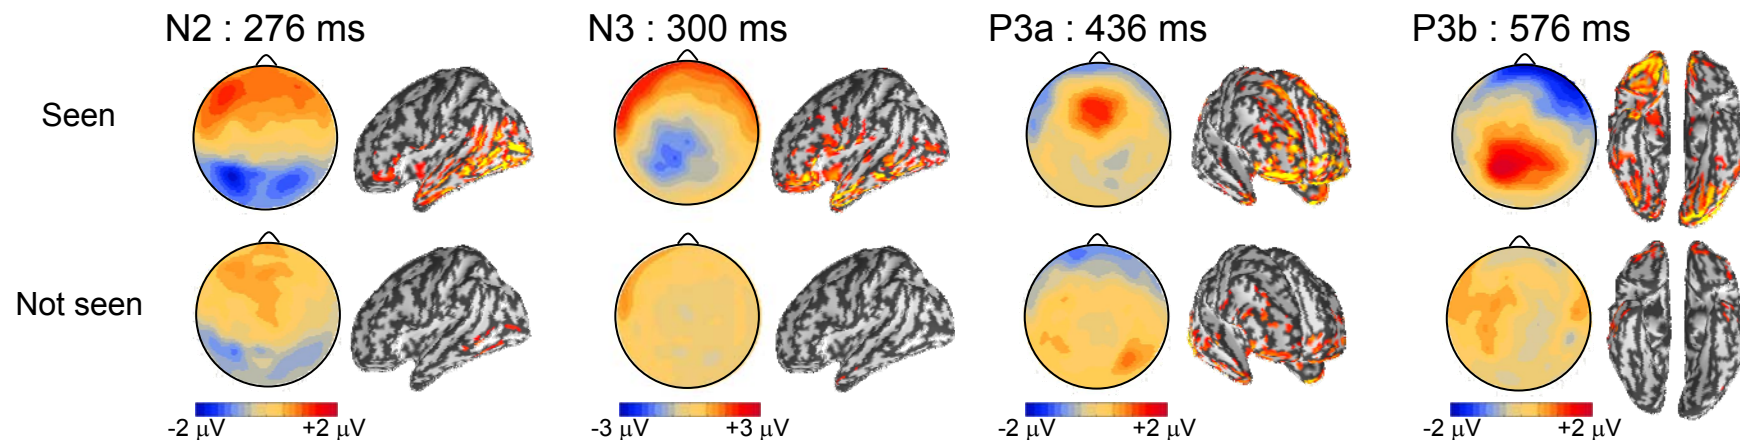 N2 : 276 ms
N3 : 300 ms
P3a : 436 ms
P3b : 576 ms
Seen
Not seen
-2 μV +2 μV
-3 μV +3 μV
-2 μV +2 μV
-2 μV +2 μV